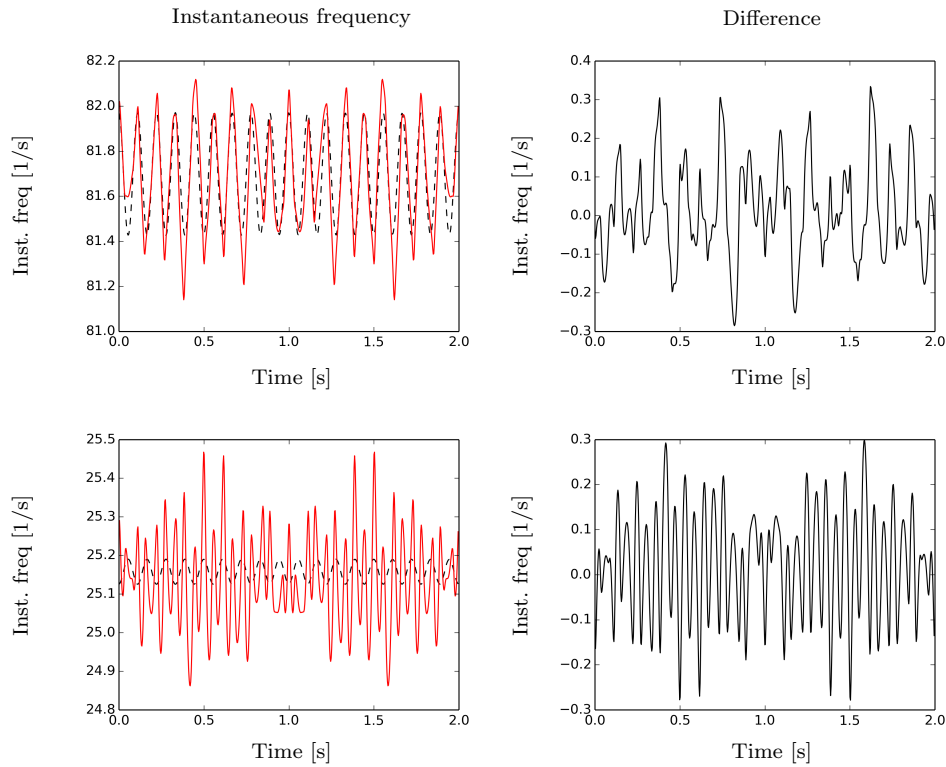 Instantaneous frequency
Difference
82.2
82.0
81.8
81.6
81.4
81.2
81.0
0.0 0.5 1.0 1.5 2.0
Inst. freq [1/s]
Time [s]
0.4
0.3
0.2
0.1
0.0
−0.1
−0.2
−0.3
0.0 0.5 1.0 1.5 2.0
Inst. freq [1/s]
Time [s]
25.5
25.4
25.3
25.2
25.1
25.0
24.9
24.8
0.0 0.5 1.0 1.5 2.0
Inst. freq [1/s]
Time [s]
0.3
0.2
0.1
0.0
−0.1
−0.2
−0.3
0.0 0.5 1.0 1.5 2.0
Inst. freq [1/s]
Time [s]